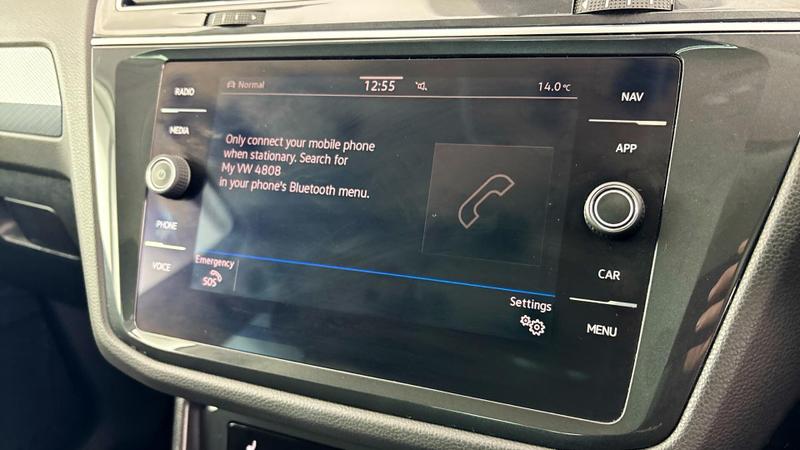 RADIO
MEDIA
PHONE
VOICE
Normal
12:55
14.0°C
Only connect your mobile phone
when stationary. Search for
My VW 4808
in your phone's Bluetooth menu.
Emergency
SOS
Settings
NAV
APP
CAR
MENU